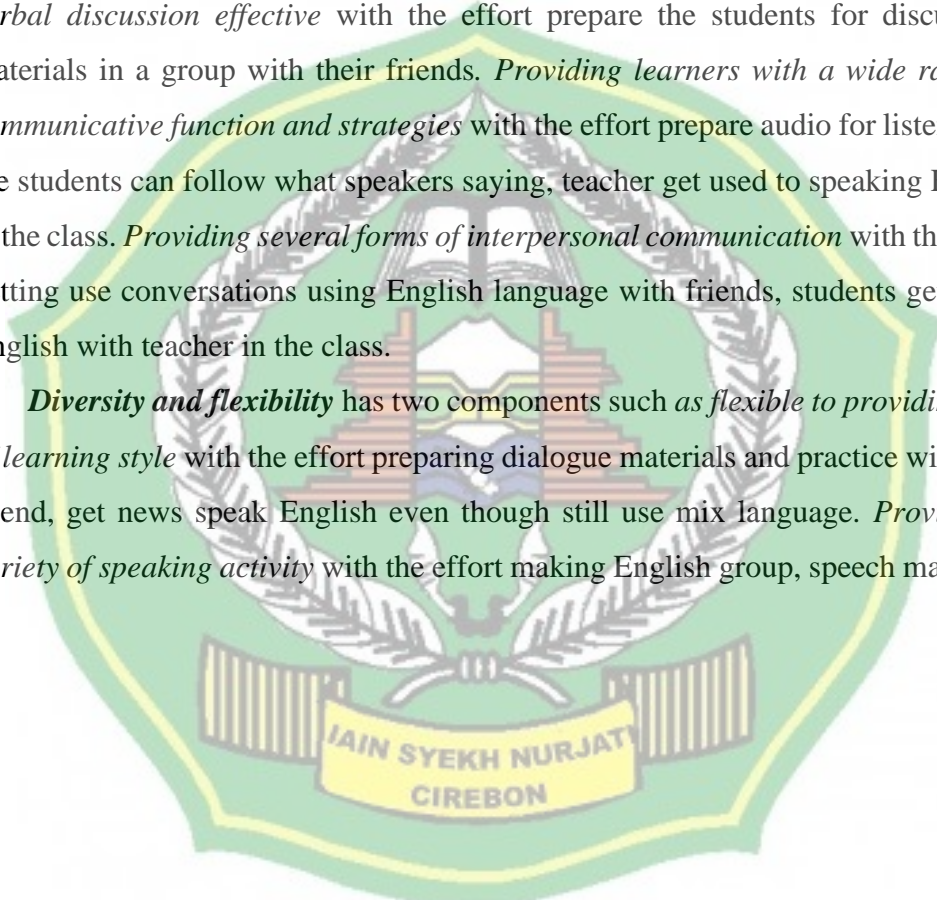 rbal discussion effective with the effort prepare the students for discu
aterials in a group with their friends. Providing learners with a wide ra
mmunicative function and strategies with the effort prepare audio for liste
e students can follow what speakers saying, teacher get used to speaking
the class. Providing several forms of interpersonal communication with th
tting use conversations using English language with friends, students ge
nglish with teacher in the class.
Diversity and flexibility has two components such as flexible to providi
learning style with the effort preparing dialogue materials and practice wi
end, get news speak English even though still use mix language. Prov
riety of speaking activity with the effort making English group, speech ma
IAIN SYEKH NURJATI
CIREBON